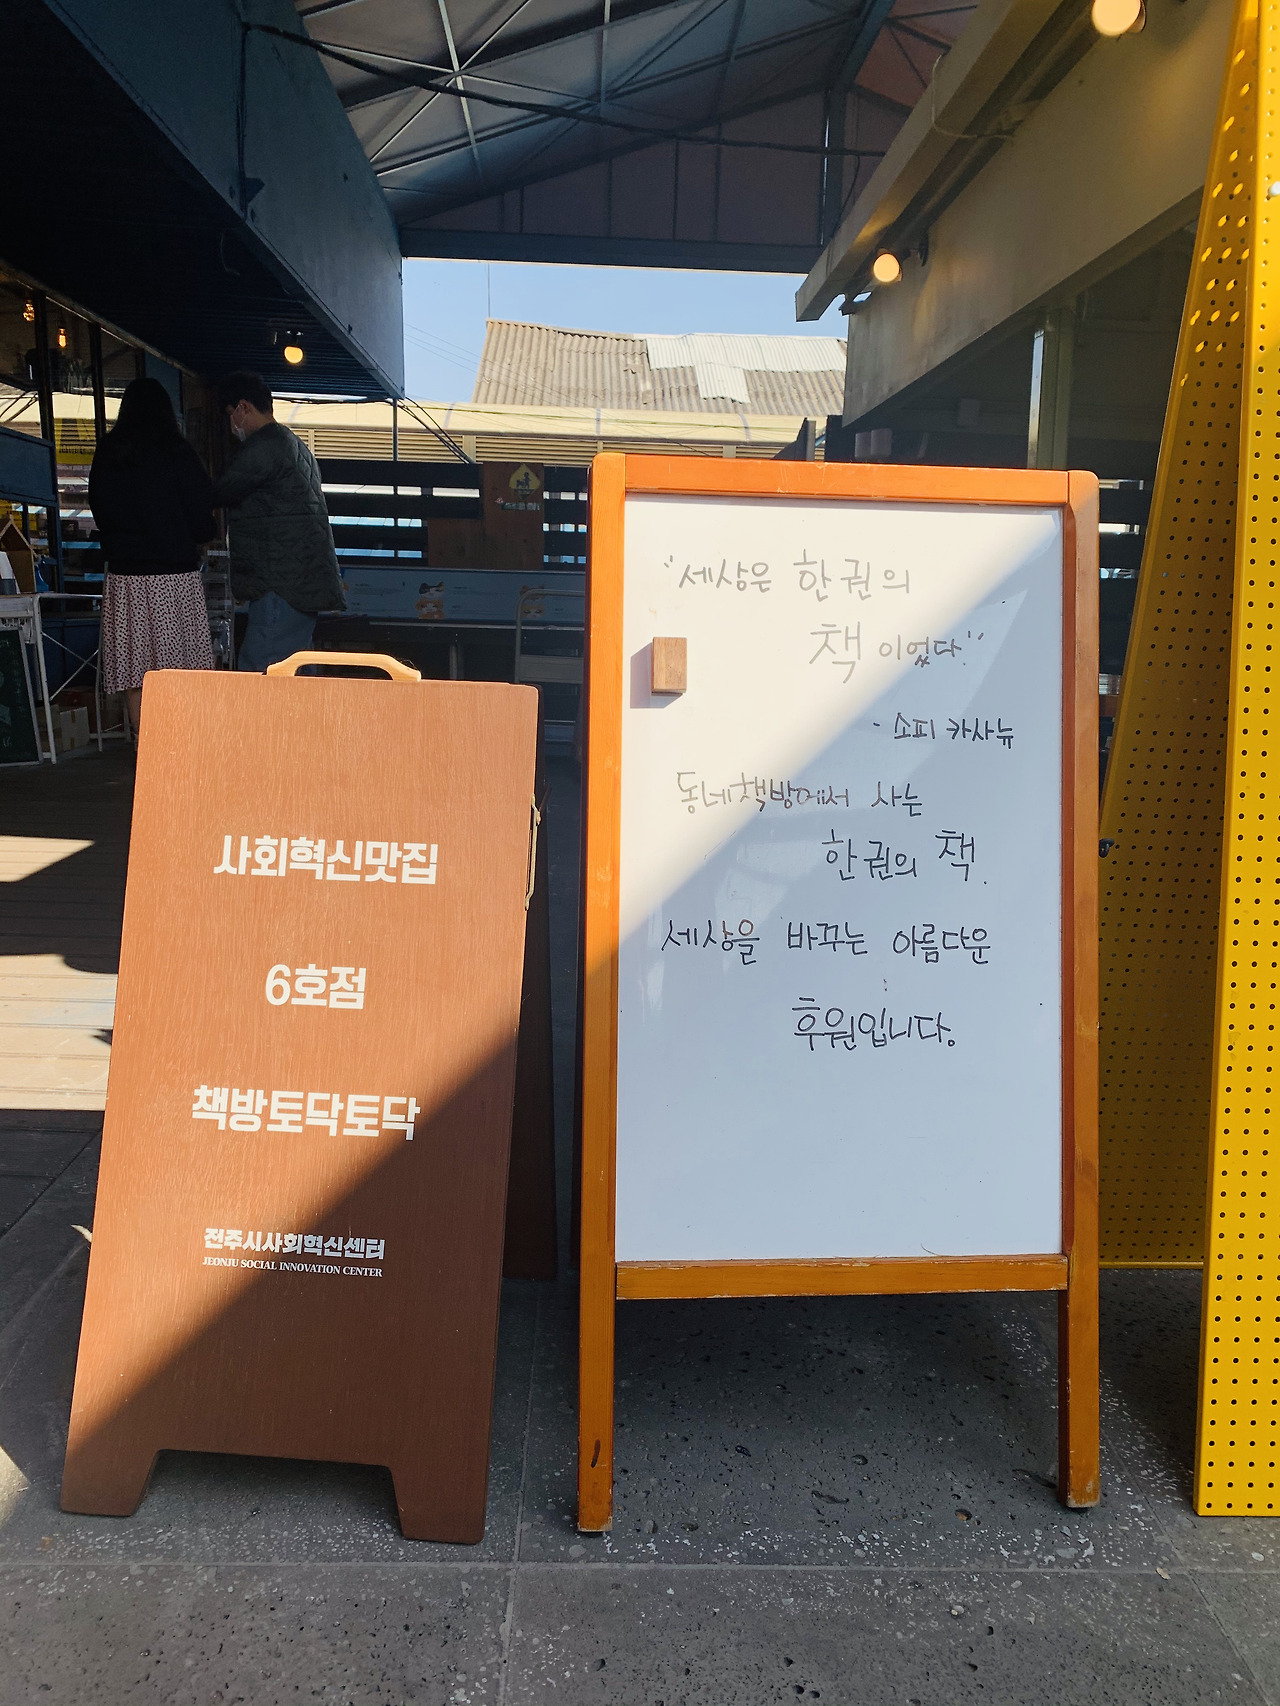 사회혁신맛집
6호점
책방토닥토닥
전주시사회혁신센터
JEONJU SOCIAL INNOVATION CENTER
"세상은 한 권의
책 이었다."
- 소피 카사뉴
동네책방에서 사는
한 권의 책.
세상을 바꾸는 아름다운
후원입니다.